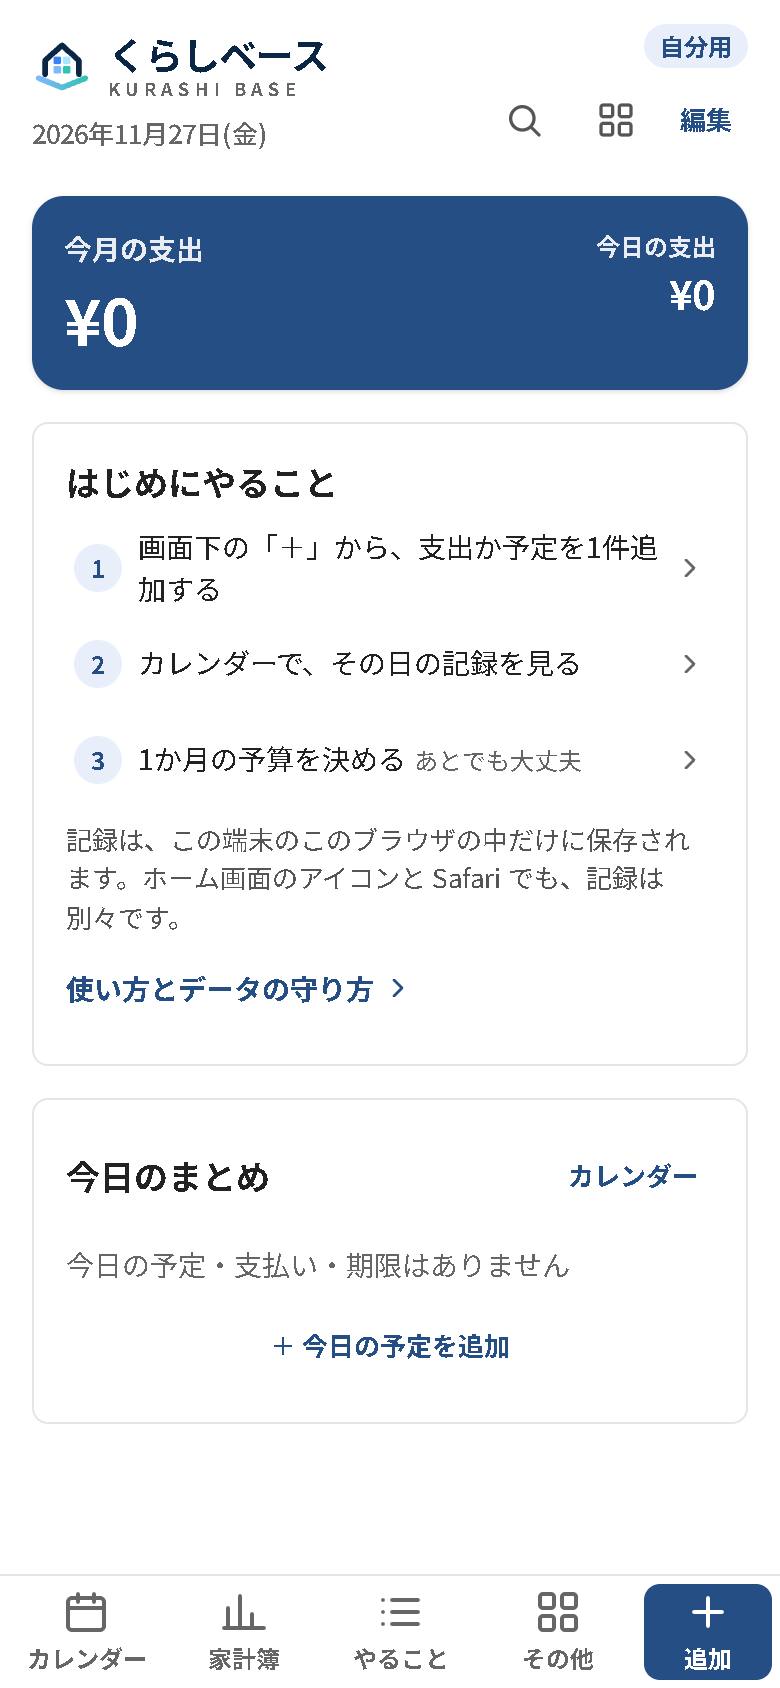 くらしベース
KURASHI BASE
自分用
2026年11月27日(金)
編集
今月の支出
¥0
今日の支出
¥0
はじめにやること
1
画面下の「＋」から、支出か予定を1件追
加する
2
カレンダーで、その日の記録を見る
3
1か月の予算を決める あとでも大丈夫
記録は、この端末のこのブラウザの中だけに保存され
ます。ホーム画面のアイコンと Safari でも、記録は
別々です。
使い方とデータの守り方
今日のまとめ
カレンダー
今日の予定・支払い・期限はありません
＋ 今日の予定を追加
カレンダー
家計簿
やること
その他
追加